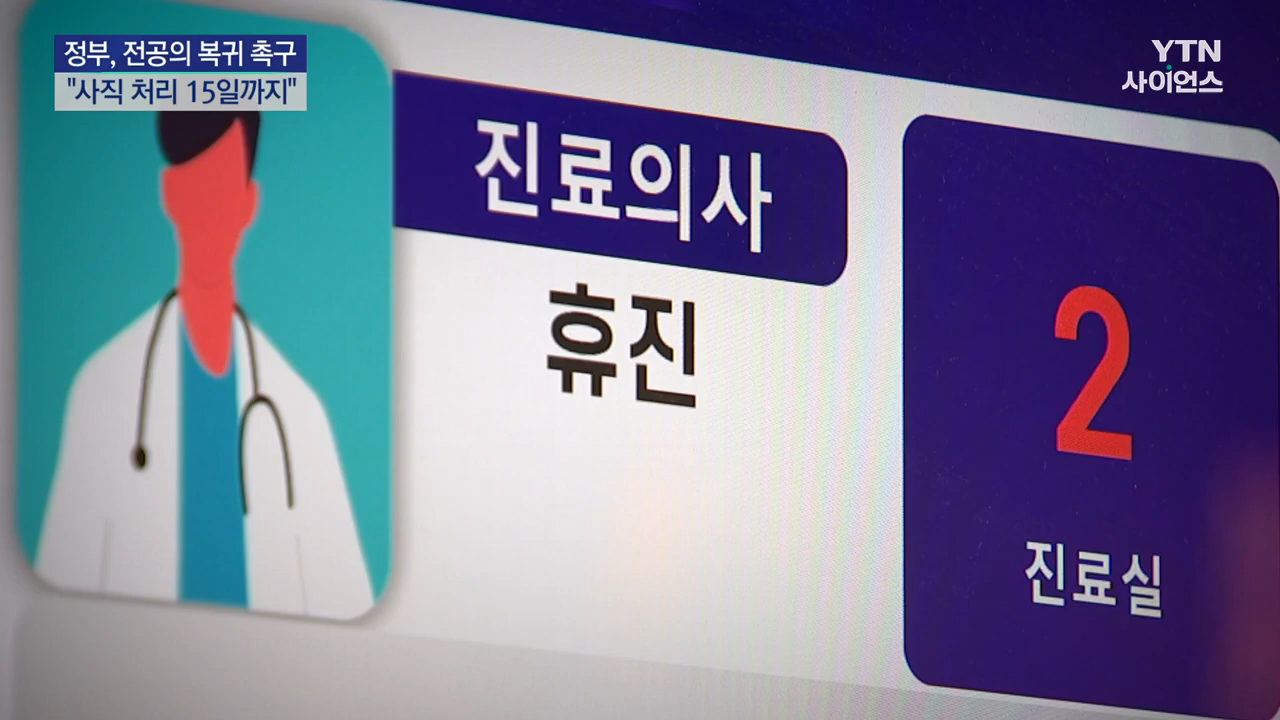 정부, 전공의 복귀 촉구
"사직 처리 15일까지"
YTN
사이언스
진료의사
휴진
2
진료실